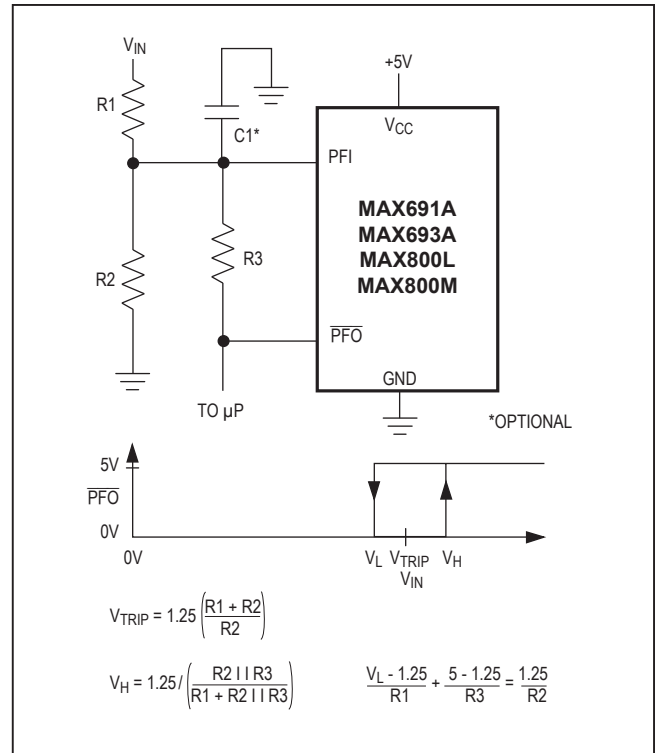 V_IN
R1
C1*
+5V
V_CC
PFI
MAX691A
MAX693A
MAX800L
MAX800M
R2
R3
P̅F̅O̅
GND
TO µP
*OPTIONAL
5V
P̅F̅O̅
0V
0V
V_L V_TRIP V_H
V_IN
V_TRIP = 1.25 ((R1 + R2)/R2)
V_H = 1.25/((R2 I I R3)/(R1 + R2 I I R3))
(V_L - 1.25)/R1 + (5 - 1.25)/R3 = 1.25/R2